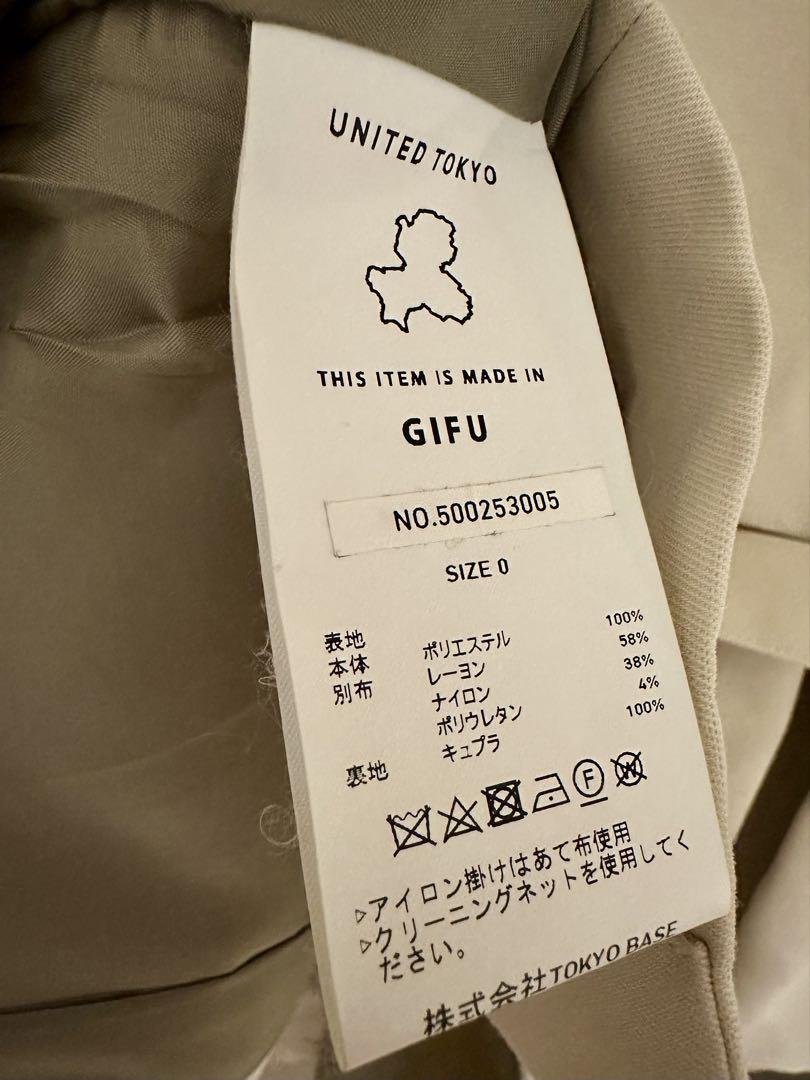 UNITED TOKYO
THIS ITEM IS MADE IN
GIFU
NO.500253005
SIZE 0
表地
本体 ポリエステル 100%
別布 レーヨン 58%
ナイロン 38%
ポリウレタン 4%
裏地 キュプラ 100%
F
W
▷アイロン掛けはあて布使用
▷クリーニングネットを使用してく
ださい。
株式会社TOKYO BASE